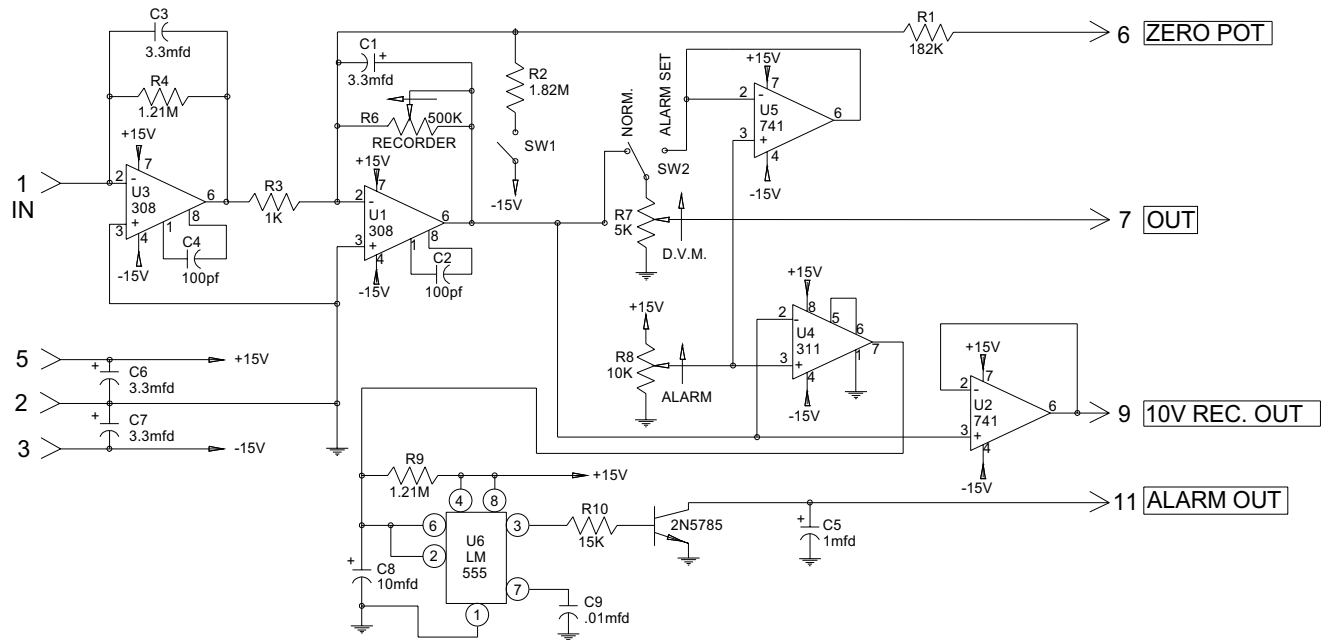 C3
3.3mfd
R4
1.21M
+15V
7
2
-
U3
308
+
3
4
6
8
1
-15V
C4
100pf
1
IN
R3
1K
C1
+
3.3mfd
R6
500K
RECORDER
+15V
7
2
-
U1
308
+
3
4
6
8
1
-15V
C2
100pf
R2
1.82M
SW1
-15V
R1
182K
6 ZERO POT
NORM.
ALARM SET
SW2
R7
5K
D.V.M.
+15V
7
2
-
U5
741
3
+
4
6
-15V
7 OUT
+15V
R8
10K
ALARM
+15V
8
2
-
U4
311
3
+
4
5
6
1
7
-15V
+15V
7
2
-
U2
741
3
+
4
6
-15V
9 10V REC. OUT
5
+15V
+
C6
3.3mfd
2
+
C7
3.3mfd
3
-15V
R9
1.21M
+15V
4
8
6
2
3
7
1
U6
LM
555
R10
15K
2N5785
+
C5
1mfd
11 ALARM OUT
+
C8
10mfd
C9
.01mfd